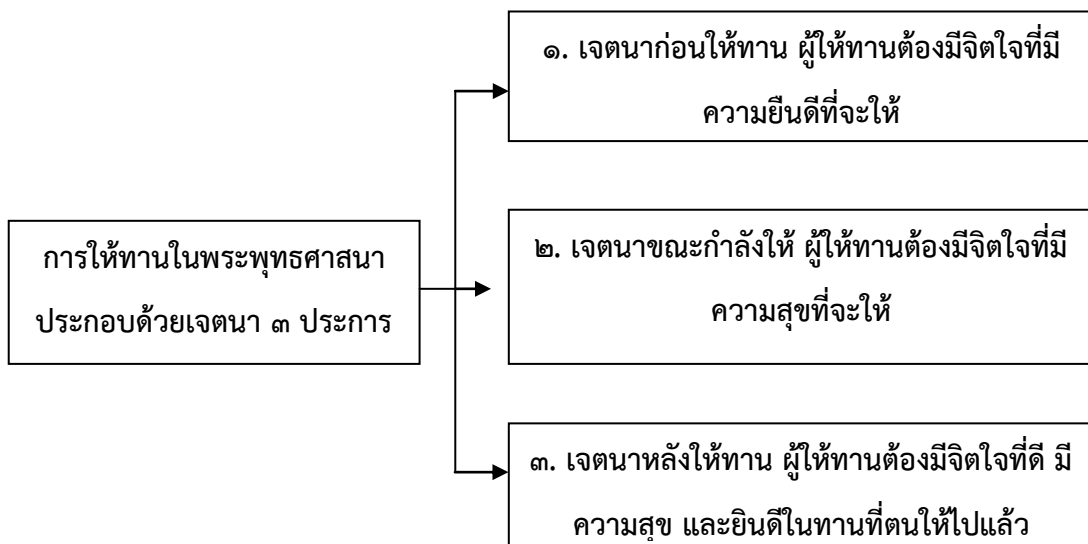 ๑. เจตนาก่อนให้ทาน ผู้ให้ทานต้องมีจิตใจที่มี
ความยืนดีที่จะให้
การให้ทานในพระพุทธศาสนา
ประกอบด้วยเจตนา ๓ ประการ
๒. เจตนาขณะกำลังให้ ผู้ให้ทานต้องมีจิตใจที่มี
ความสุขที่จะให้
๓. เจตนาหลังให้ทาน ผู้ให้ทานต้องมีจิตใจที่ดี มี
ความสุข และยินดีในทานที่ตนให้ไปแล้ว